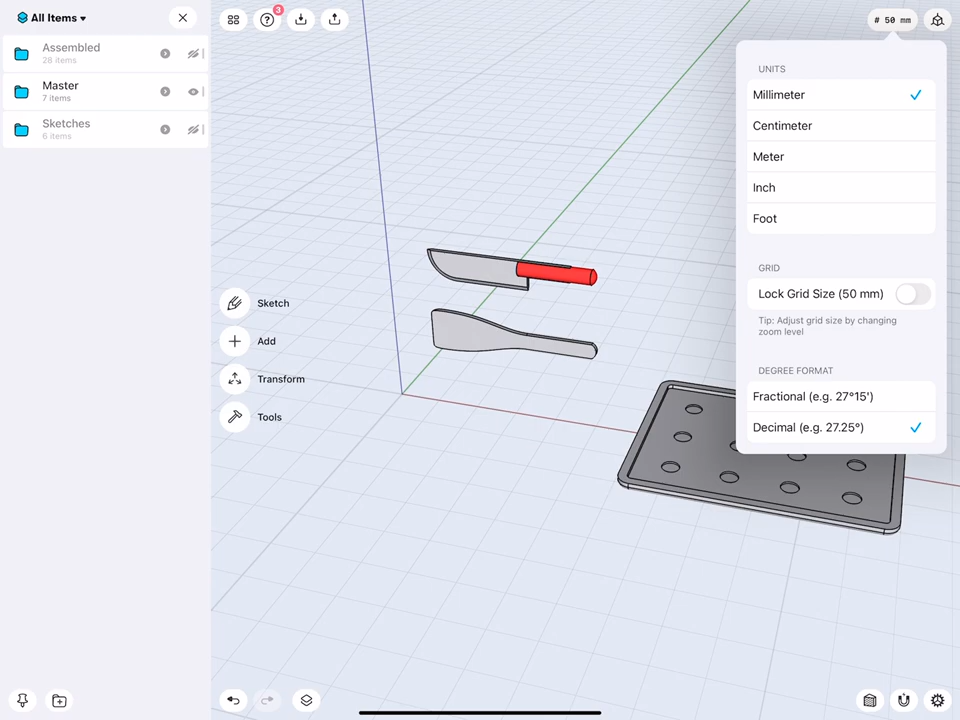 All Items
Assembled
28 items
Master
7 items
Sketches
6 items
3
# 50 mm
Sketch
Add
Transform
Tools
UNITS
Millimeter
Centimeter
Meter
Inch
Foot
GRID
Lock Grid Size (50 mm)
Tip: Adjust grid size by changing
zoom level
DEGREE FORMAT
Fractional (e.g. 27°15')
Decimal (e.g. 27.25°)